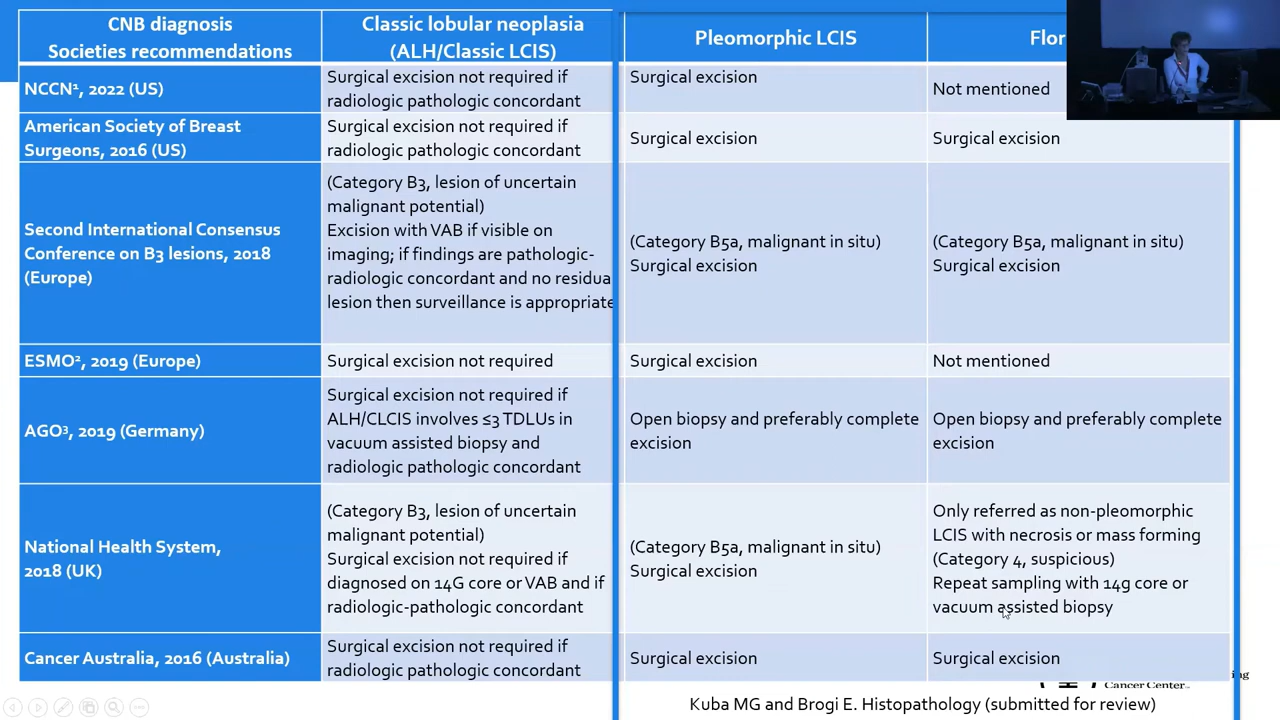 CNB diagnosis
Societies recommendations
Classic lobular neoplasia
(ALH/Classic LCIS)
Pleomorphic LCIS
NCCN¹, 2022 (US)
Surgical excision not required if
radiologic pathologic concordant
Surgical excision
Not mentioned
American Society of Breast
Surgeons, 2016 (US)
Surgical excision not required if
radiologic pathologic concordant
Surgical excision
Surgical excision
Second International Consensus
Conference on B3 lesions, 2018
(Europe)
(Category B3, lesion of uncertain
malignant potential)
Excision with VAB if visible on
imaging; if findings are pathologic-
radiologic concordant and no residua
lesion then surveillance is appropriate
(Category B5a, malignant in situ)
Surgical excision
(Category B5a, malignant in situ)
Surgical excision
ESMO², 2019 (Europe)
Surgical excision not required
Surgical excision
Not mentioned
AGO³, 2019 (Germany)
Surgical excision not required if
ALH/CLCIS involves ≤3 TDLUs in
vacuum assisted biopsy and
radiologic pathologic concordant
Open biopsy and preferably complete
excision
Open biopsy and preferably complete
excision
National Health System,
2018 (UK)
(Category B3, lesion of uncertain
malignant potential)
Surgical excision not required if
diagnosed on 14G core or VAB and if
radiologic-pathologic concordant
(Category B5a, malignant in situ)
Surgical excision
Only referred as non-pleomorphic
LCIS with necrosis or mass forming
(Category 4, suspicious)
Repeat sampling with 14g core or
vacuum assisted biopsy
Cancer Australia, 2016 (Australia)
Surgical excision not required if
radiologic pathologic concordant
Surgical excision
Surgical excision
Cancer Center
Kuba MG and Brogi E. Histopathology (submitted for review)